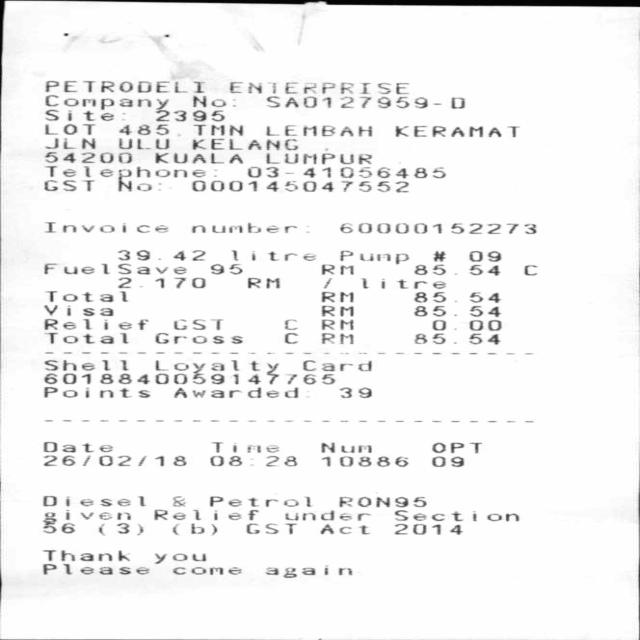 PETRODELI ENTERPRISE
Company No: SA0127959-D
Site: 2395
LOT 485 TMN LEMBAH KERAMAT
JLN ULU KELANG
54200 KUALA LUMPUR
Telephone: 03-41056485
GST No: 000145047552
Invoice number: 60000152273
39.42 litre Pump # 09
FuelSave 95 RM 85.54 C
2.170 RM / litre
Total RM 85.54
Visa RM 85.54
Relief GST C RM 0.00
Total Gross C RM 85.54
--------------------------
Shell Loyalty Card
6018840059147765
Points Awarded: 39
--------------------------
Date Time Num OPT
26/02/18 08:28 10886 09
Diesel & Petrol RON95
given Relief under Section
56 (3) (b) GST Act 2014
Thank you
Please come again